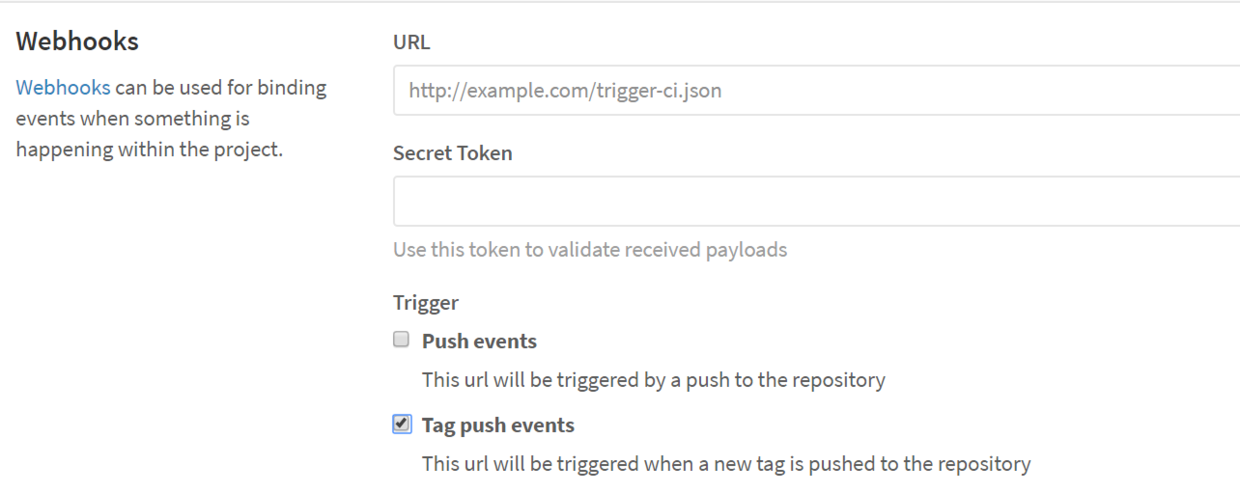 Webhooks
Webhooks can be used for binding
events when something is
happening within the project.
URL
http://example.com/trigger-ci.json
Secret Token
Use this token to validate received payloads
Trigger
Push events
This url will be triggered by a push to the repository
Tag push events
This url will be triggered when a new tag is pushed to the repository